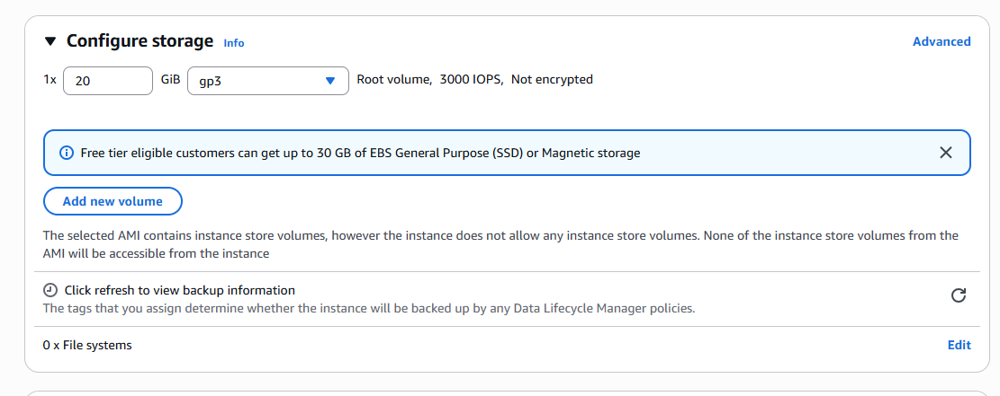 Configure storage Info Advanced
1x 20 GiB gp3 Root volume, 3000 IOPS, Not encrypted
Free tier eligible customers can get up to 30 GB of EBS General Purpose (SSD) or Magnetic storage
Add new volume
The selected AMI contains instance store volumes, however the instance does not allow any instance store volumes. None of the instance store volumes from the
AMI will be accessible from the instance
Click refresh to view backup information
The tags that you assign determine whether the instance will be backed up by any Data Lifecycle Manager policies.
0 x File systems Edit